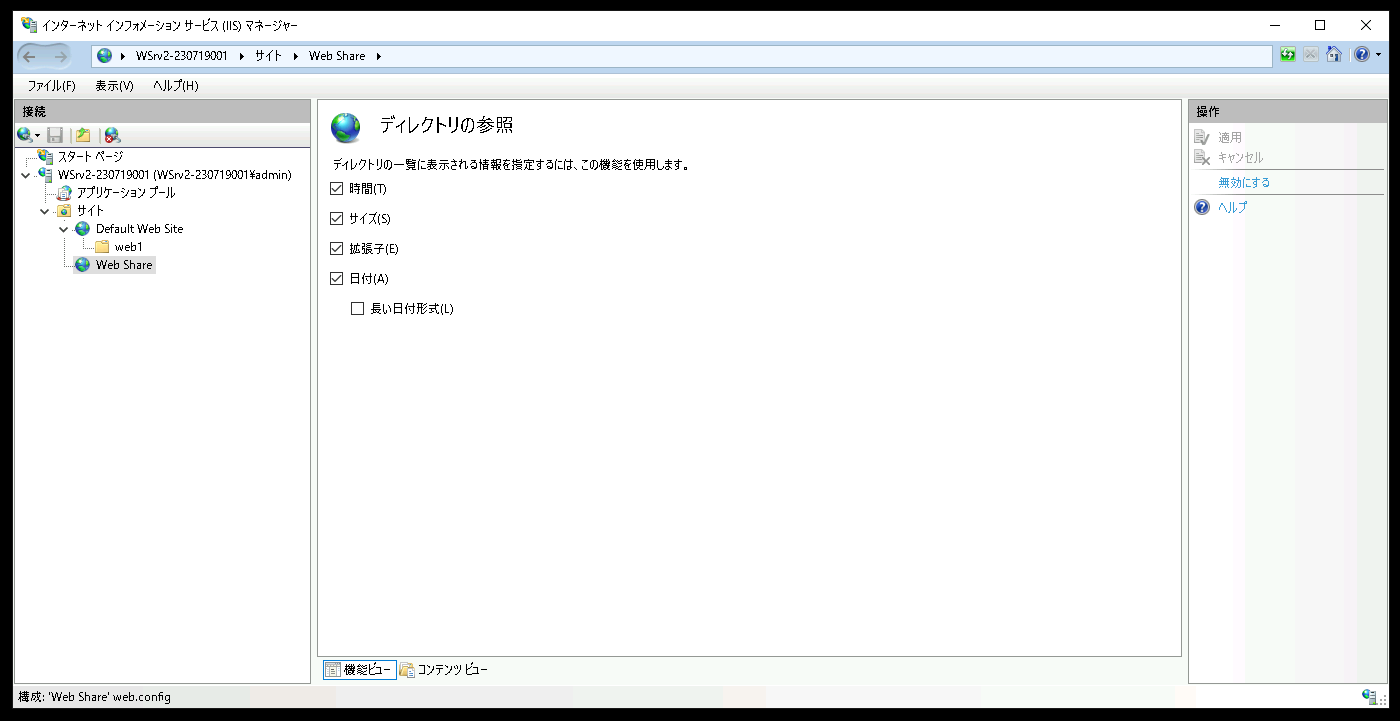 インターネット インフォメーション サービス (IIS) マネージャー
WSrv2-230719001 サイト Web Share
ファイル(F) 表示(V) ヘルプ(H)
接続
スタート ページ
WSrv2-230719001 (WSrv2-230719001¥admin)
アプリケーション プール
サイト
Default Web Site
web1
Web Share
ディレクトリの参照
ディレクトリの一覧に表示される情報を指定するには、この機能を使用します。
時間(T)
サイズ(S)
拡張子(E)
日付(A)
長い日付形式(L)
機能ビュー コンテンツ ビュー
操作
適用
キャンセル
無効にする
ヘルプ
構成: 'Web Share' web.config